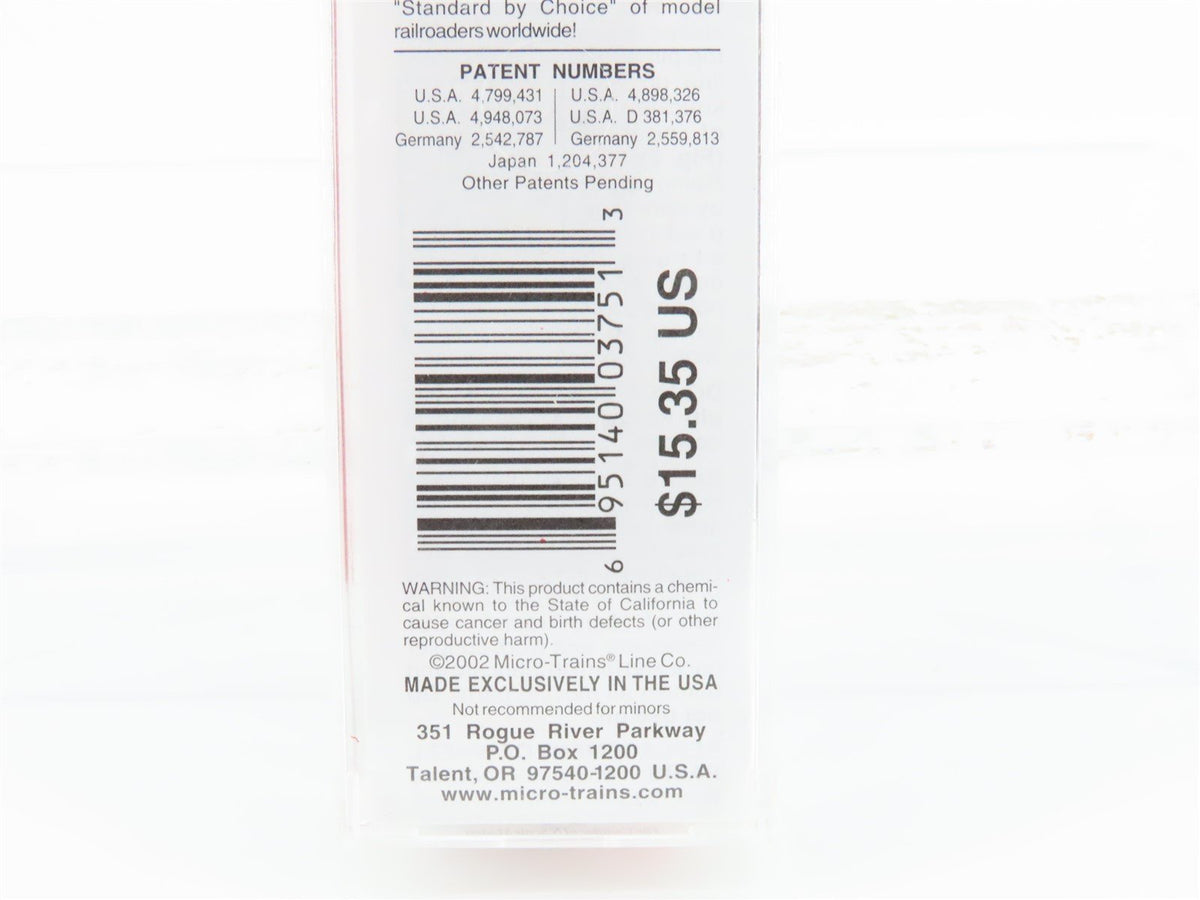 "Standard by Choice" of model
railroaders worldwide!
PATENT NUMBERS
U.S.A. 4,799,431 U.S.A. 4,898,326
U.S.A. 4,948,073 U.S.A. D 381,376
Germany 2,542,787 Germany 2,559,813
Japan 1,204,377
Other Patents Pending
6 95140 03751 3
$15.35 US
WARNING: This product contains a chemi-
cal known to the State of California to
cause cancer and birth defects (or other
reproductive harm).
©2002 Micro-Trains® Line Co.
MADE EXCLUSIVELY IN THE USA
Not recommended for minors
351 Rogue River Parkway
P.O. Box 1200
Talent, OR 97540-1200 U.S.A.
www.micro-trains.com